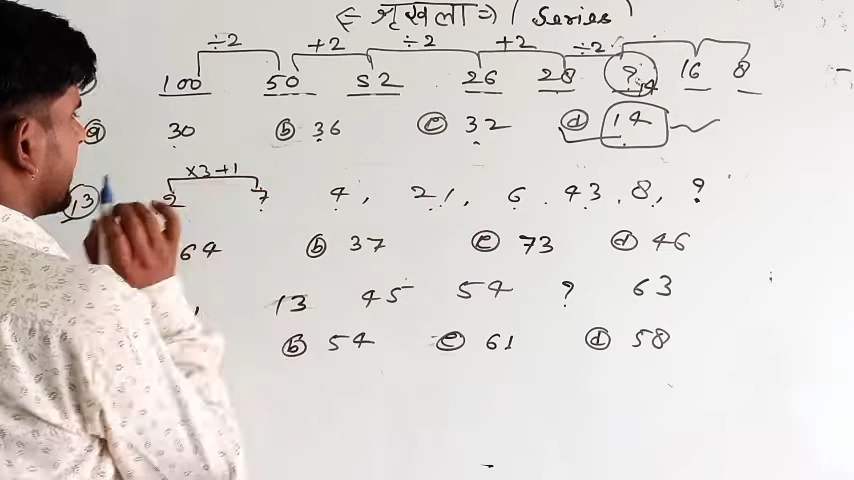 ⇐ श्रृंखला ⇒ ( Series )
÷2 +2 ÷2 +2 ÷2
100 50 52 26 28 ? 14 16 8
ⓐ 30 ⓑ 36 ⓒ 32 ⓓ 14
×3+1
13 2 7 4, 21, 6, 43, 8, ?
64 ⓑ 37 ⓒ 73 ⓓ 46
13 45 54 ? 63
ⓑ 54 ⓒ 61 ⓓ 58